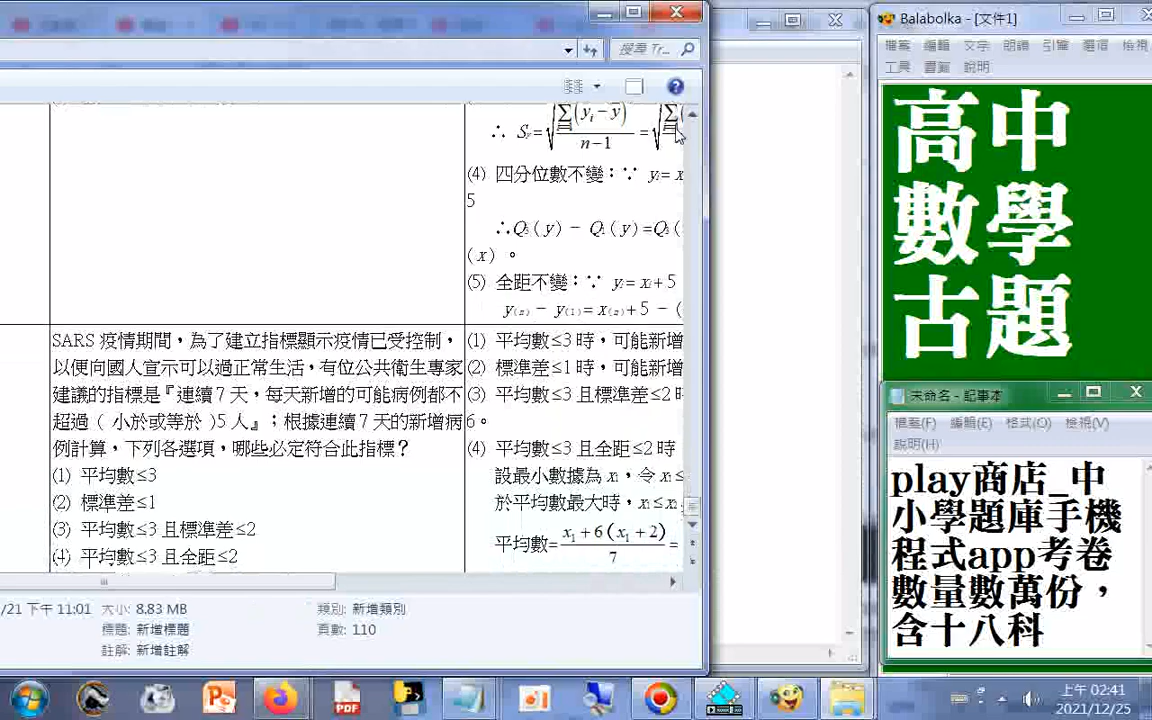 搜尋 Tr...
∴ Sy=√(Σ(yi−y̅)/(n−1)) =√Σ(
(4) 四分位數不變：∵ yi= x
5
∴Q3(y) − Q1(y)=Q3(
(x)。
(5) 全距不變：∵ yi= xi+5
y(n) − y(1)= x(n)+5 − (
SARS 疫情期間，為了建立指標顯示疫情已受控制，
以便向國人宣示可以過正常生活，有位公共衛生專家
建議的指標是『連續 7 天，每天新增的可能病例都不
超過（小於或等於）5 人』；根據連續 7 天的新增病
例計算，下列各選項，哪些必定符合此指標？
(1) 平均數≤3
(2) 標準差≤1
(3) 平均數≤3 且標準差≤2
(4) 平均數≤3 且全距≤2
(1) 平均數≤3 時，可能新增
(2) 標準差≤1 時，可能新增
(3) 平均數≤3 且標準差≤2
6。
(4) 平均數≤3 且全距≤2 時
設最小數據為 x1，令 x1≤
於平均數最大時，x1≤x2
平均數=(x1+6(x1+2))/7 =
/21 下午 11:01 大小: 8.83 MB 類別: 新增類別
標題: 新增標題 頁數: 110
註解: 新增註解
Balabolka - [文件1]
檔案 編輯 文字 朗讀 引覽 選項 檢視
工具 書籤 說明
高中
數學
古題
未命名 - 記事本
檔案(F) 編輯(E) 格式(O) 檢視(V)
說明(H)
play商店_中
小學題庫手機
程式app考卷
數量數萬份，
含十八科
PDF
上午 02:41
2021/12/25